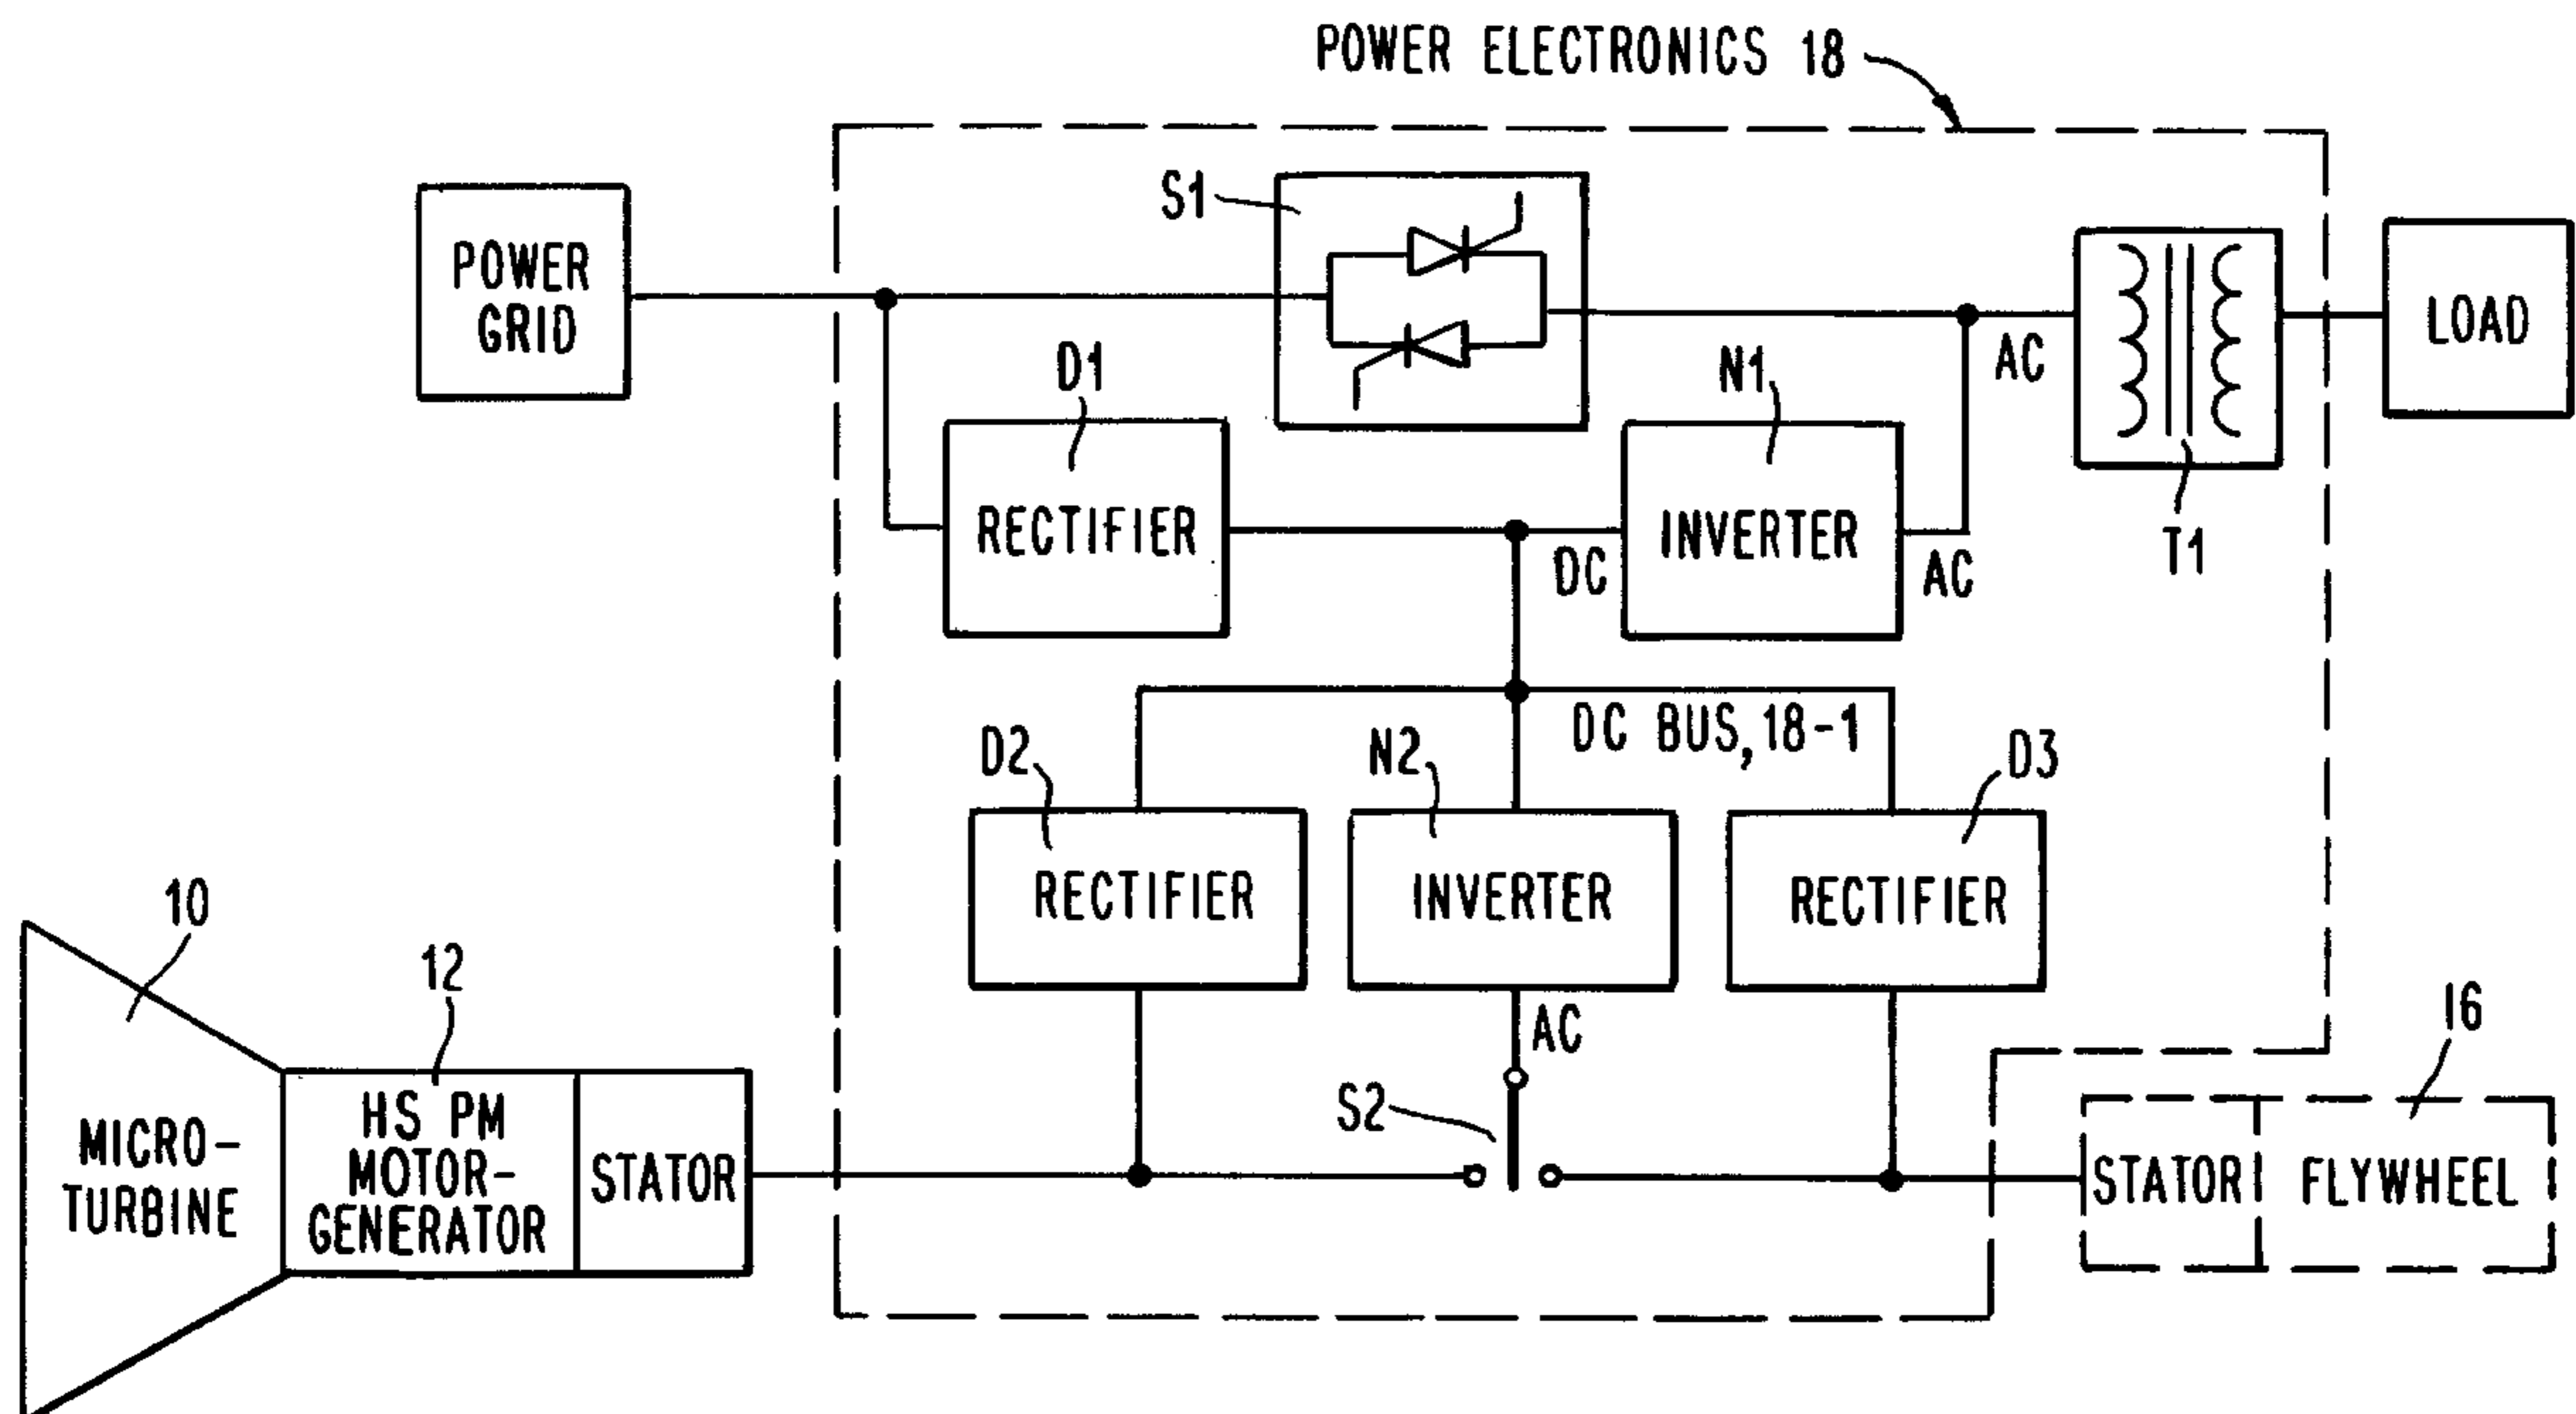 POWER ELECTRONICS 18
S1
POWER
GRID
D1
N1
AC
LOAD
RECTIFIER
DC
INVERTER
AC
T1
DC BUS, 18-1
D2
N2
D3
RECTIFIER
INVERTER
RECTIFIER
10
12
AC
16
S2
MICRO-
TURBINE
HS PM
MOTOR-
GENERATOR
STATOR
STATOR
FLYWHEEL